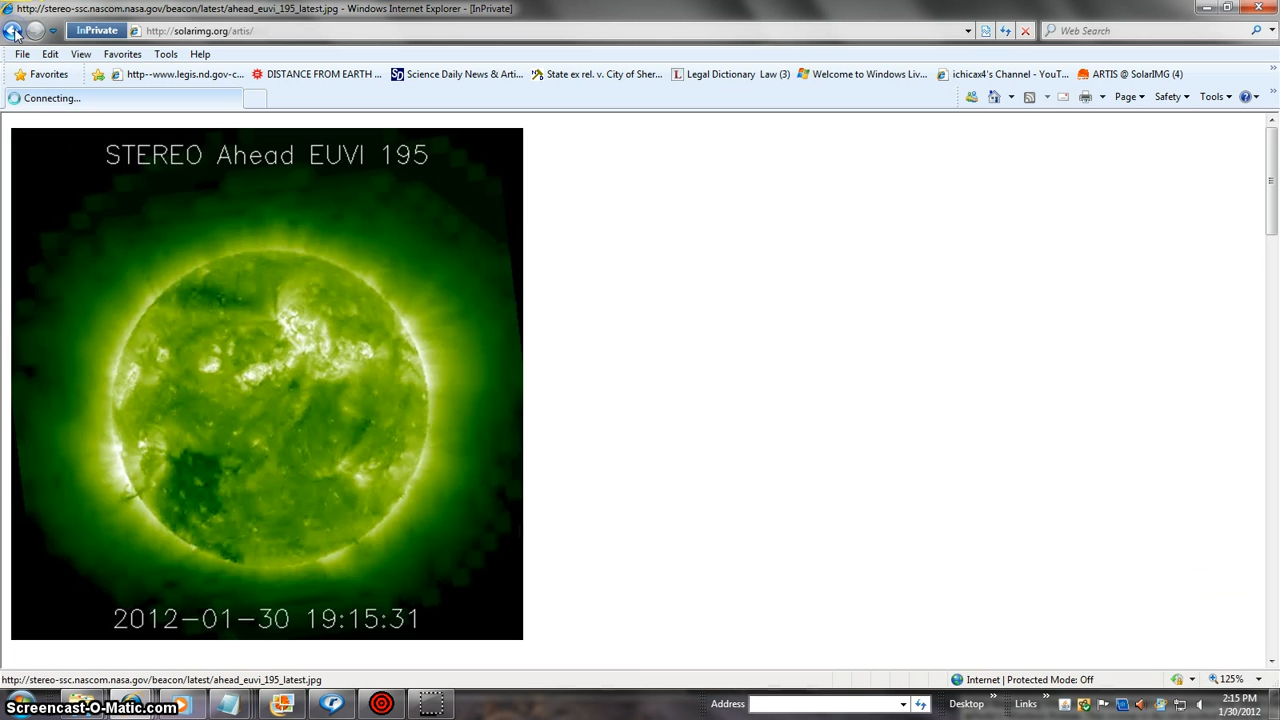 http://stereo-ssc.nascom.nasa.gov/beacon/latest/ahead_euvi_195_latest.jpg - Windows Internet Explorer - [InPrivate]
InPrivate http://solarimg.org/artis/ Web Search
File Edit View Favorites Tools Help
Favorites http--www.legis.nd.gov-c... DISTANCE FROM EARTH ... SD Science Daily News & Arti... State ex rel. v. City of Sher... L Legal Dictionary Law (3) Welcome to Windows Liv... ichicax4's Channel - YouT... ARTIS @ SolarIMG (4)
Connecting... Page Safety Tools
STEREO Ahead EUVI 195
2012-01-30 19:15:31
http://stereo-ssc.nascom.nasa.gov/beacon/latest/ahead_euvi_195_latest.jpg Internet | Protected Mode: Off 125%
Screencast-O-Matic.com Address Desktop Links 2:15 PM
1/30/2012